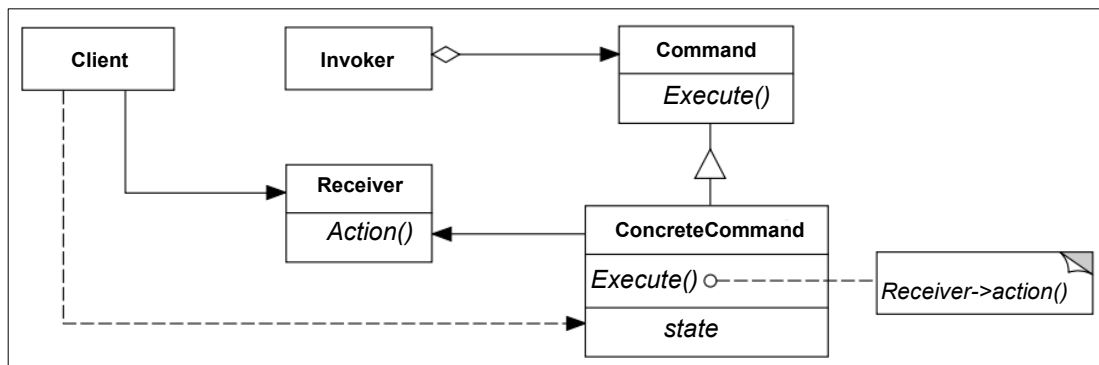 Client
Invoker
Command
Execute()
Receiver
Action()
ConcreteCommand
Execute()
Receiver->action()
state